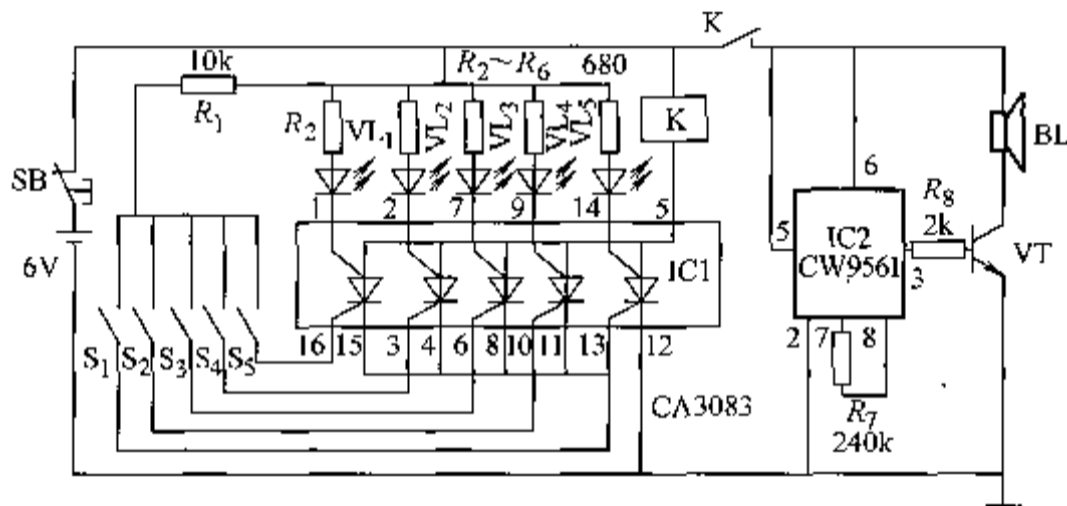 K
10k
R2～R6 680
R1
R2
VL1
VL2
VL3
VL4
VL5
K
BL
SB
6V
1 2 7 9 14 5
IC1
6
5
IC2
CW9561
3
R8
2k
VT
S1 S2 S3 S4 S5
16 15 3 4 6 8 10 11 13 12
2 7 8
CA3083
R7
240k